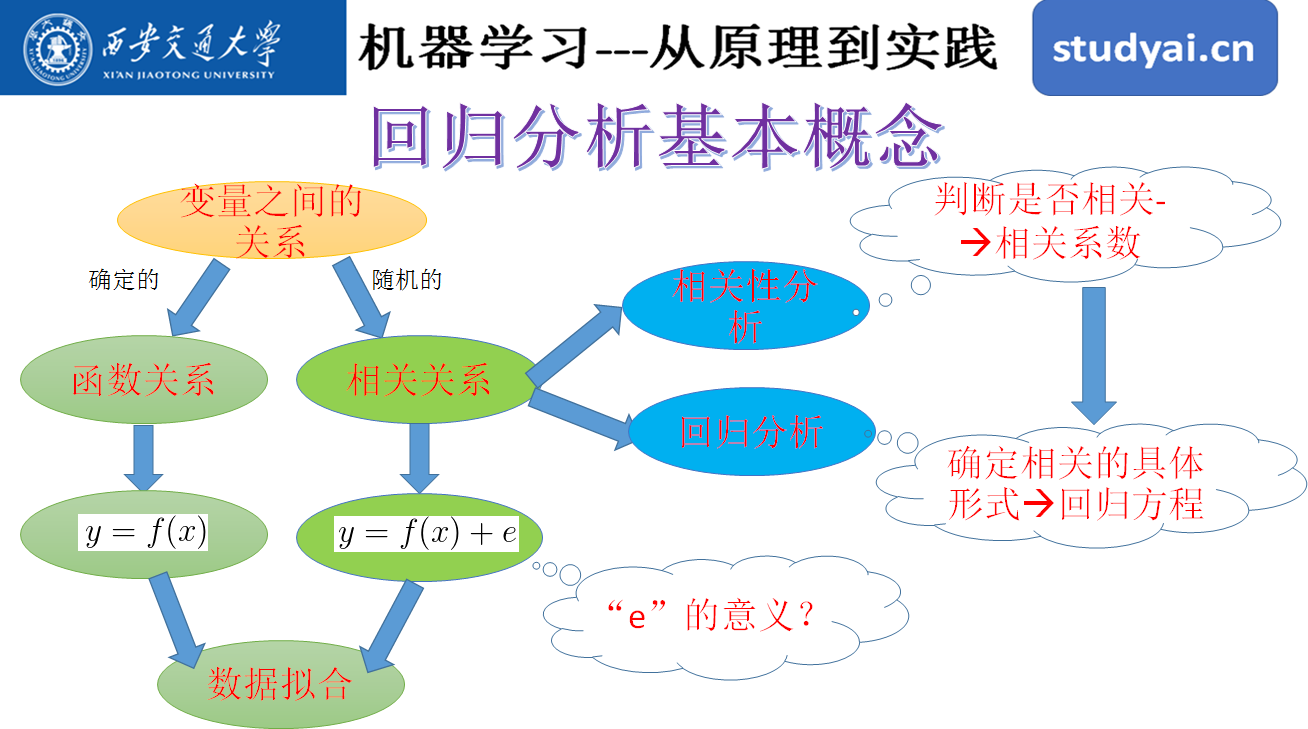 西安交通大学
XI'AN JIAOTONG UNIVERSITY
机器学习---从原理到实践
studyai.cn
回归分析基本概念
变量之间的
关系
确定的
随机的
函数关系
相关关系
y = f(x)
y = f(x) + e
数据拟合
相关性分
析
回归分析
判断是否相关-
→相关系数
确定相关的具体
形式→回归方程
“e”的意义?